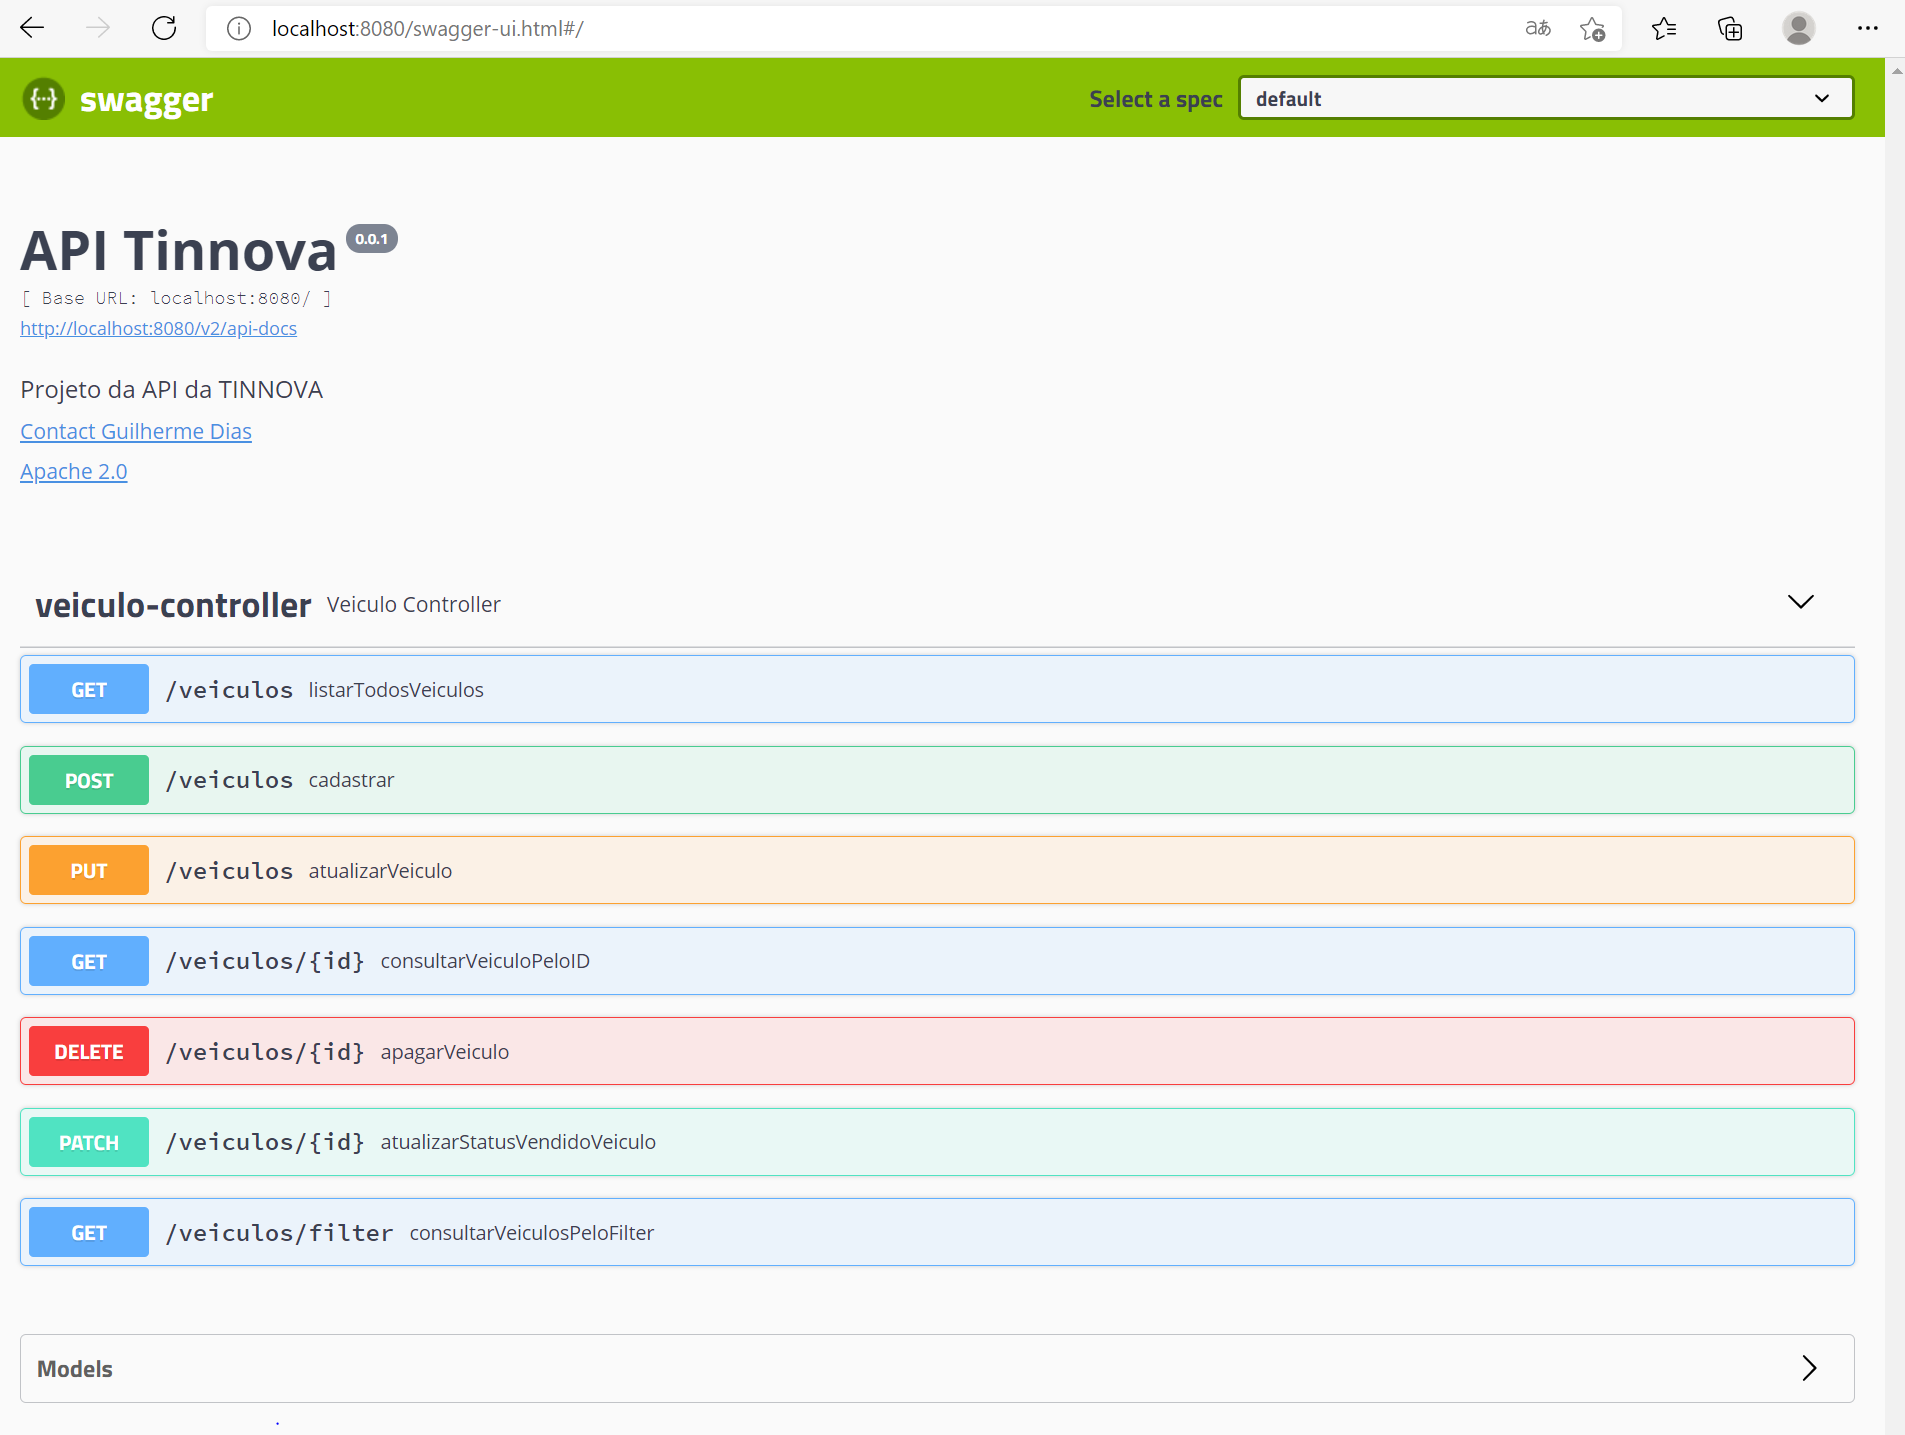 localhost:8080/swagger-ui.html#/
aあ
{···} swagger
Select a spec
default
API Tinnova 0.0.1
[ Base URL: localhost:8080/ ]
http://localhost:8080/v2/api-docs
Projeto da API da TINNOVA
Contact Guilherme Dias
Apache 2.0
veiculo-controller Veiculo Controller
GET /veiculos listarTodosVeiculos
POST /veiculos cadastrar
PUT /veiculos atualizarVeiculo
GET /veiculos/{id} consultarVeiculoPeloID
DELETE /veiculos/{id} apagarVeiculo
PATCH /veiculos/{id} atualizarStatusVendidoVeiculo
GET /veiculos/filter consultarVeiculosPeloFilter
Models